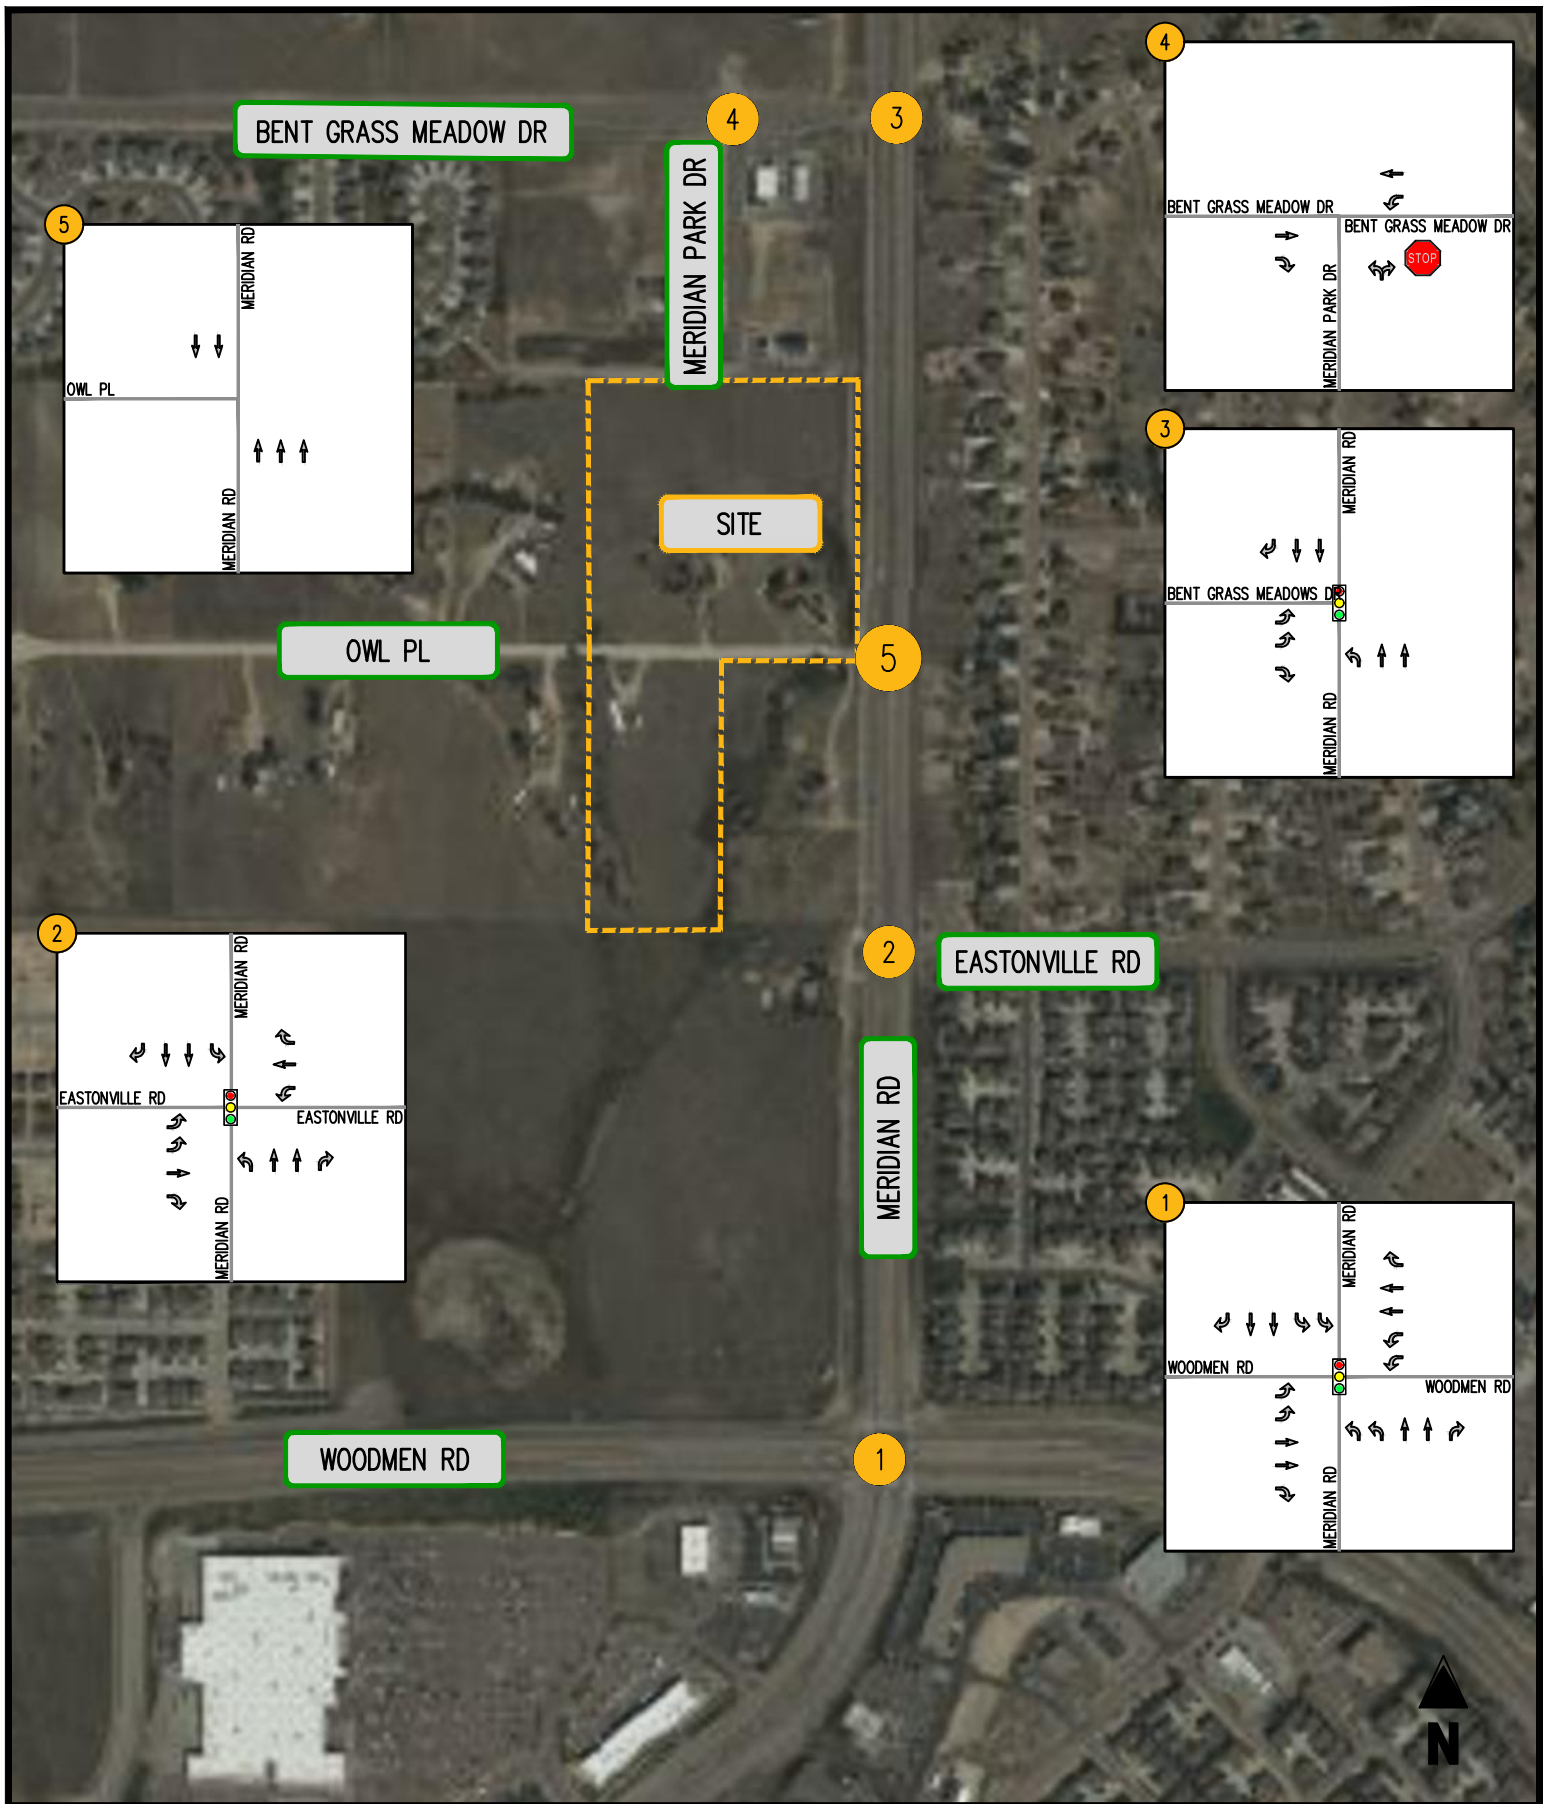 4
BENT GRASS MEADOW DR
4
3
MERIDIAN PARK DR
BENT GRASS MEADOW DR
BENT GRASS MEADOW DR
STOP
MERIDIAN PARK DR
5
MERIDIAN RD
OWL PL
MERIDIAN RD
3
MERIDIAN RD
BENT GRASS MEADOWS DR
MERIDIAN RD
SITE
OWL PL
5
2
MERIDIAN RD
EASTONVILLE RD
EASTONVILLE RD
MERIDIAN RD
2
EASTONVILLE RD
MERIDIAN RD
1
MERIDIAN RD
WOODMEN RD
WOODMEN RD
MERIDIAN RD
WOODMEN RD
1
N